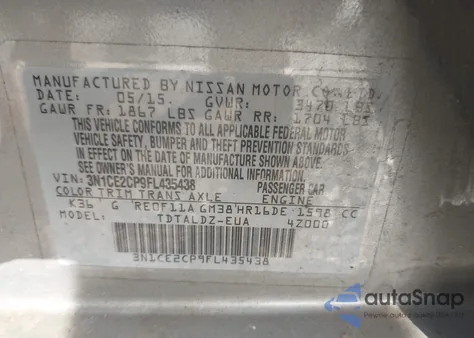 MANUFACTURED BY NISSAN MOTOR CO., LTD.
DATE: 05/15. GVWR: 3470 LBS
GAWR FR: 1867 LBS GAWR RR: 1704 LBS
THIS VEHICLE CONFORMS TO ALL APPLICABLE FEDERAL MOTOR
VEHICLE SAFETY, BUMPER AND THEFT PREVENTION STANDARDS
IN EFFECT ON THE DATE OF MANUFACTURE SHOWN ABOVE.
SEE OWNER'S MANUAL FOR ADDITIONAL INFORMATION.
VIN: 3N1CE2CP9FL435438 PASSENGER CAR
COLOR TRIM TRANS AXLE ENGINE
K36 G RE0F11A GM38 HR16DE 1598 CC
MODEL: TDTALDZ-EUA 4Z000
3N1CE2CP9FL435438
autoSnap